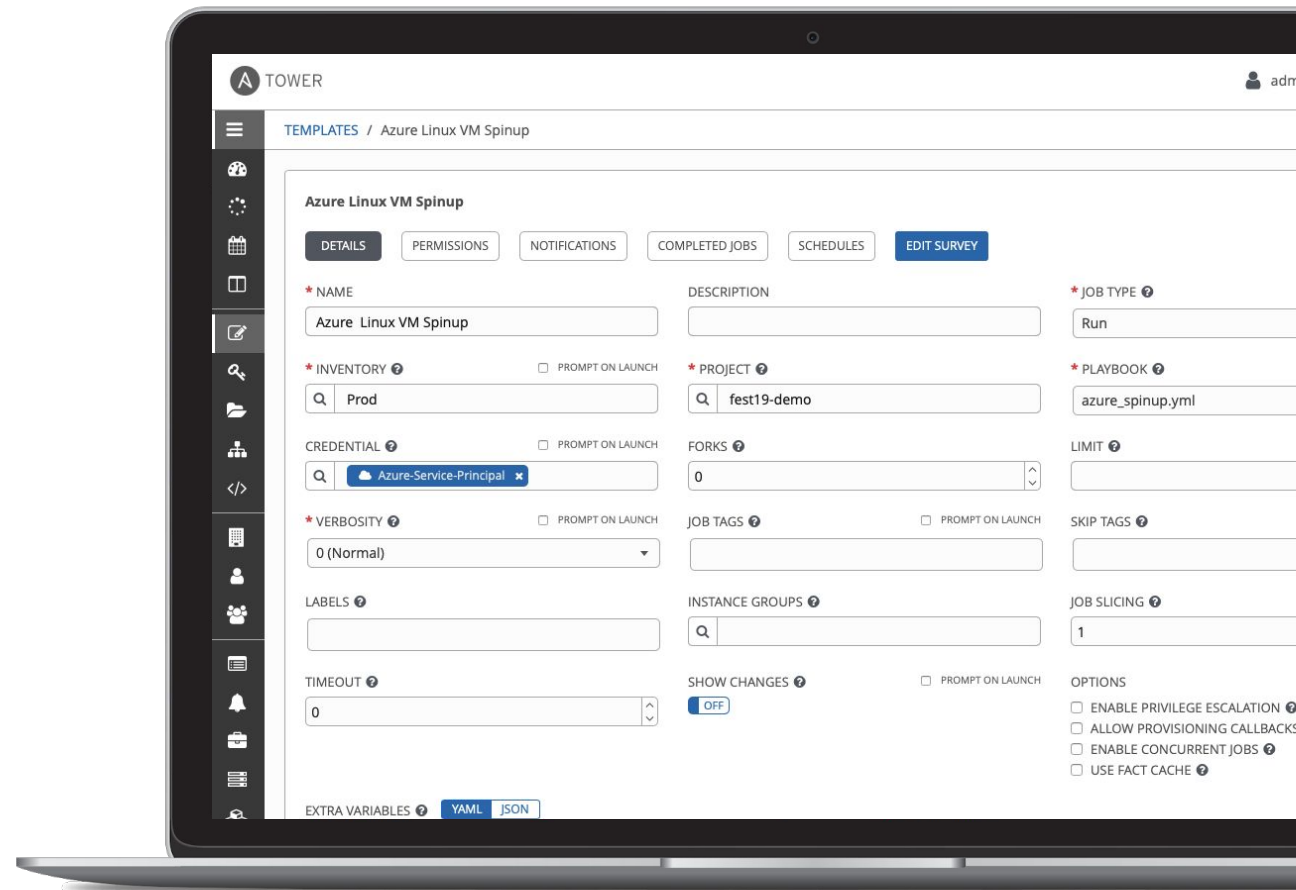 A TOWER
adm
TEMPLATES / Azure Linux VM Spinup
Azure Linux VM Spinup
DETAILS PERMISSIONS NOTIFICATIONS COMPLETED JOBS SCHEDULES EDIT SURVEY
* NAME DESCRIPTION * JOB TYPE ?
Azure Linux VM Spinup Run
* INVENTORY ? PROMPT ON LAUNCH * PROJECT ? * PLAYBOOK ?
Prod fest19-demo azure_spinup.yml
CREDENTIAL ? PROMPT ON LAUNCH FORKS ? LIMIT ?
Azure-Service-Principal × 0
* VERBOSITY ? PROMPT ON LAUNCH JOB TAGS ? PROMPT ON LAUNCH SKIP TAGS ?
0 (Normal)
LABELS ? INSTANCE GROUPS ? JOB SLICING ?
1
TIMEOUT ? SHOW CHANGES ? PROMPT ON LAUNCH OPTIONS
0 OFF ENABLE PRIVILEGE ESCALATION ?
ALLOW PROVISIONING CALLBACKS
ENABLE CONCURRENT JOBS ?
USE FACT CACHE ?
EXTRA VARIABLES ? YAML JSON